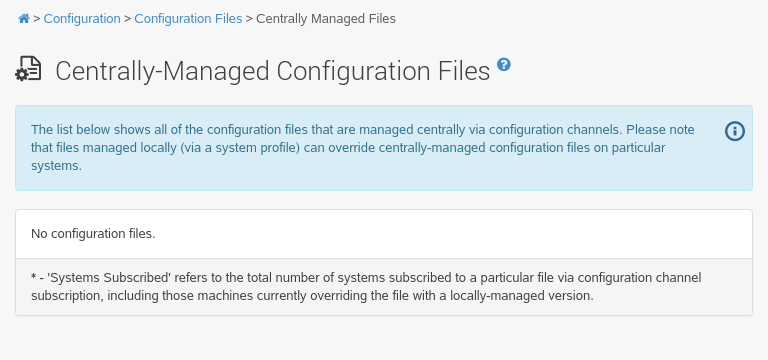 > Configuration > Configuration Files > Centrally Managed Files
Centrally-Managed Configuration Files ?
The list below shows all of the configuration files that are managed centrally via configuration channels. Please note
that files managed locally (via a system profile) can override centrally-managed configuration files on particular
systems.
No configuration files.
* - 'Systems Subscribed' refers to the total number of systems subscribed to a particular file via configuration channel
subscription, including those machines currently overriding the file with a locally-managed version.